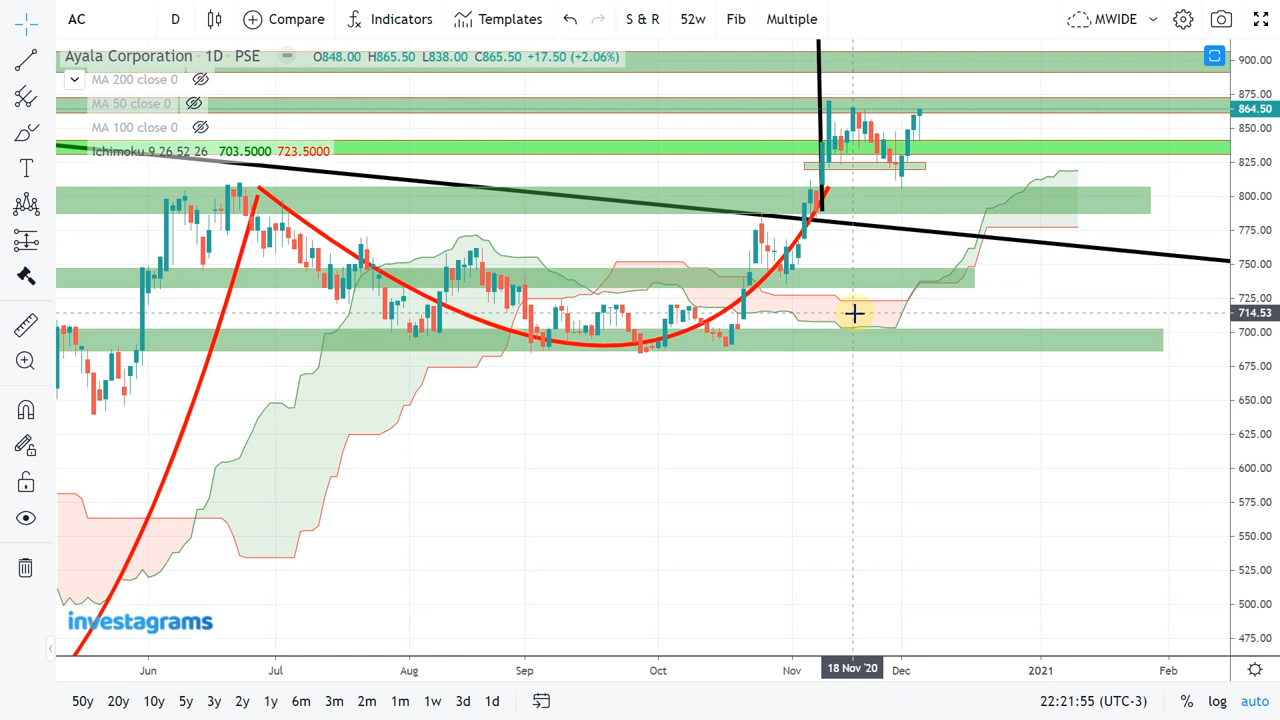 AC D Compare Indicators Templates S & R 52w Fib Multiple MWIDE
Ayala Corporation · 1D · PSE O848.00 H865.50 L838.00 C865.50 +17.50 (+2.06%)
MA 200 close 0
MA 50 close 0
MA 100 close 0
Ichimoku 9 26 52 26 703.5000 723.5000
900.00
875.00
864.50
850.00
825.00
800.00
775.00
750.00
725.00
714.53
700.00
675.00
650.00
625.00
600.00
575.00
550.00
525.00
500.00
475.00
investagrams
Jun Jul Aug Sep Oct Nov 18 Nov '20 Dec 2021 Feb
50y 20y 10y 5y 3y 2y 1y 6m 3m 2m 1m 1w 3d 1d 22:21:55 (UTC-3) % log auto